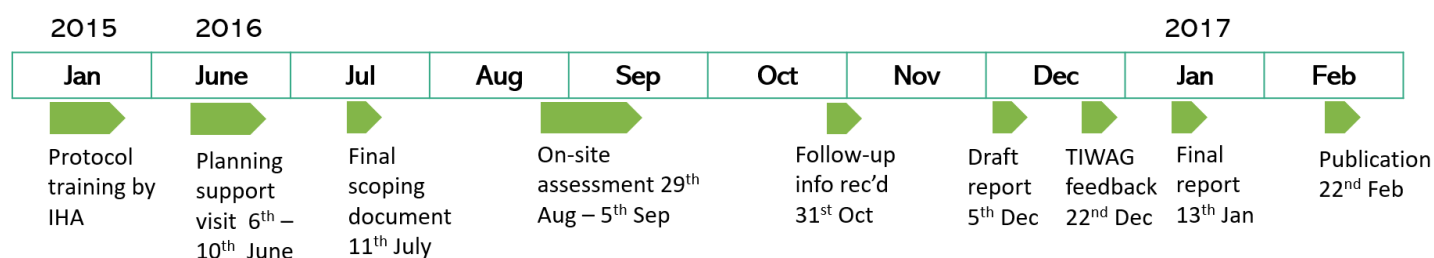 2015 2016 2017
Jan June Jul Aug Sep Oct Nov Dec Jan Feb
Protocol
training by
IHA
Planning
support
visit 6th –
10th June
Final
scoping
document
11th July
On-site
assessment 29th
Aug – 5th Sep
Follow-up
info rec'd
31st Oct
Draft
report
5th Dec
TIWAG
feedback
22nd Dec
Final
report
13th Jan
Publication
22nd Feb